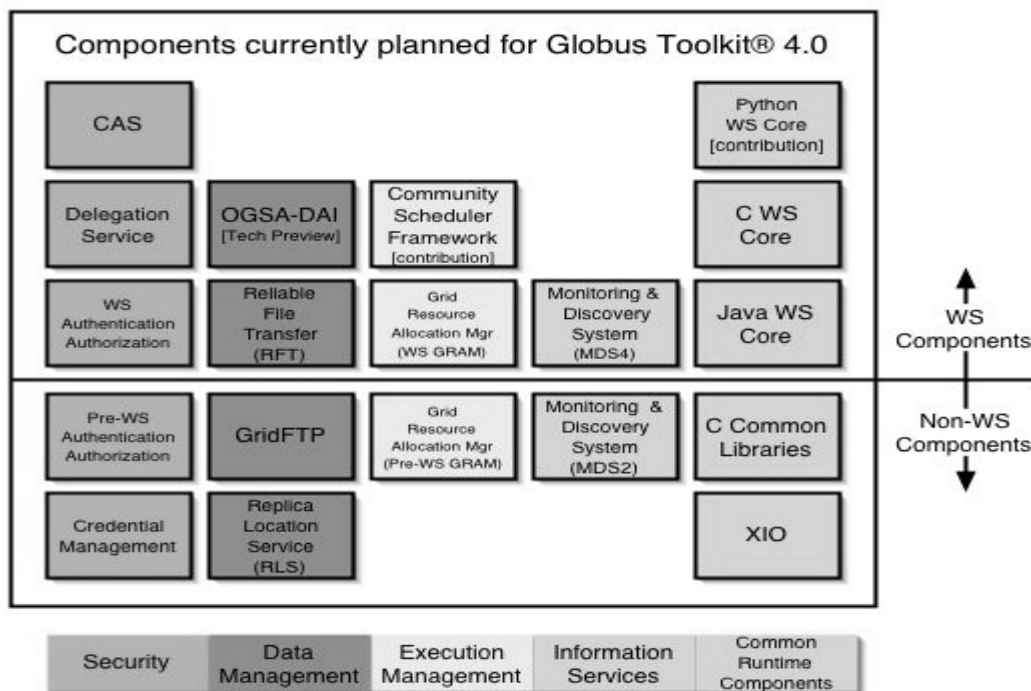 Components currently planned for Globus Toolkit® 4.0
CAS
Python
WS Core
[contribution]
Delegation
Service
OGSA-DAI
[Tech Preview]
Community
Scheduler
Framework
[contribution]
C WS
Core
WS
Authentication
Authorization
Reliable
File
Transfer
(RFT)
Grid
Resource
Allocation Mgr
(WS GRAM)
Monitoring &
Discovery
System
(MDS4)
Java WS
Core
WS
Components
Pre-WS
Authentication
Authorization
GridFTP
Grid
Resource
Allocation Mgr
(Pre-WS GRAM)
Monitoring &
Discovery
System
(MDS2)
C Common
Libraries
Non-WS
Components
Credential
Management
Replica
Location
Service
(RLS)
XIO
Security
Data
Management
Execution
Management
Information
Services
Common
Runtime
Components